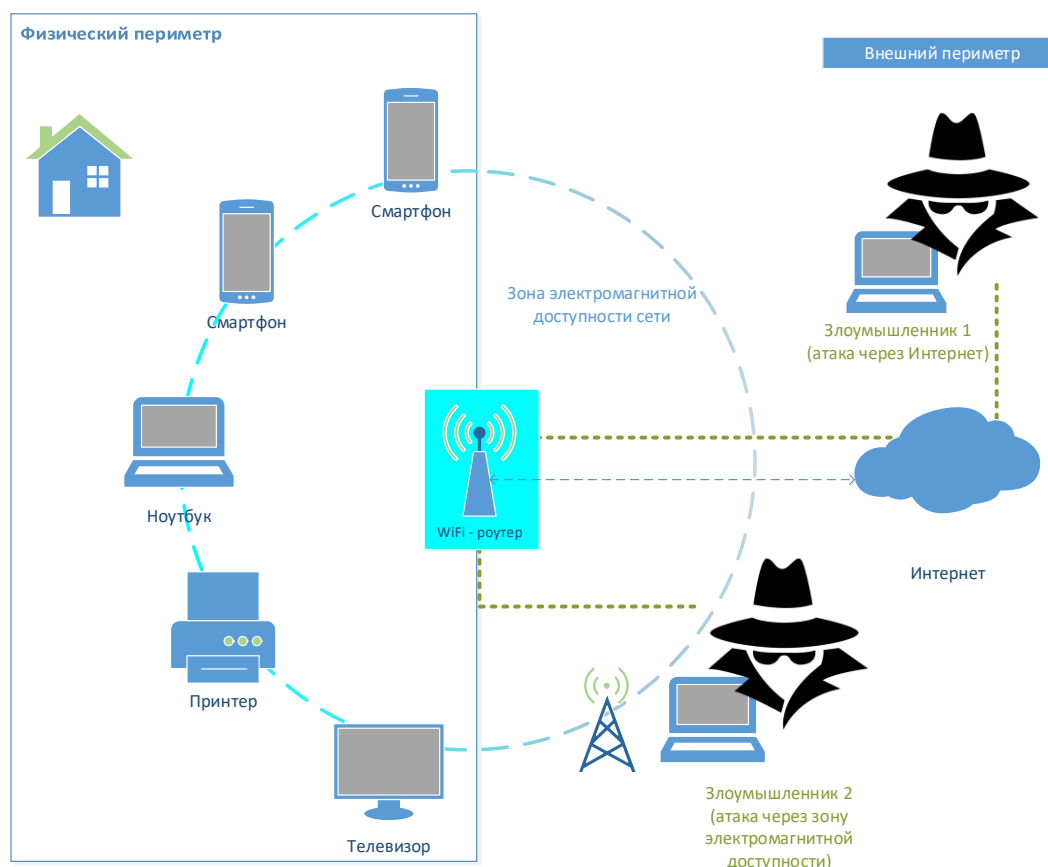 Физический периметр
Внешний периметр
Смартфон
Смартфон
Зона электромагнитной
доступности сети
Злоумышленник 1
(атака через Интернет)
Ноутбук
WiFi - роутер
Интернет
Принтер
Злоумышленник 2
(атака через зону
электромагнитной
доступности)
Телевизор